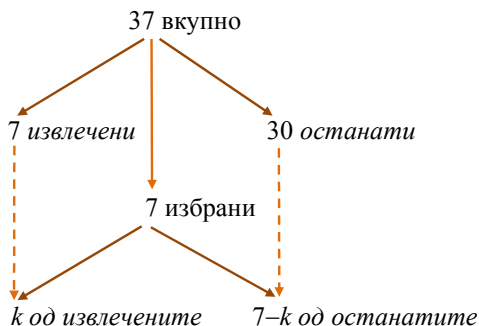 37 вкупно
7 извлечени
30 останати
7 избрани
k од извлечените
7–k од останатите